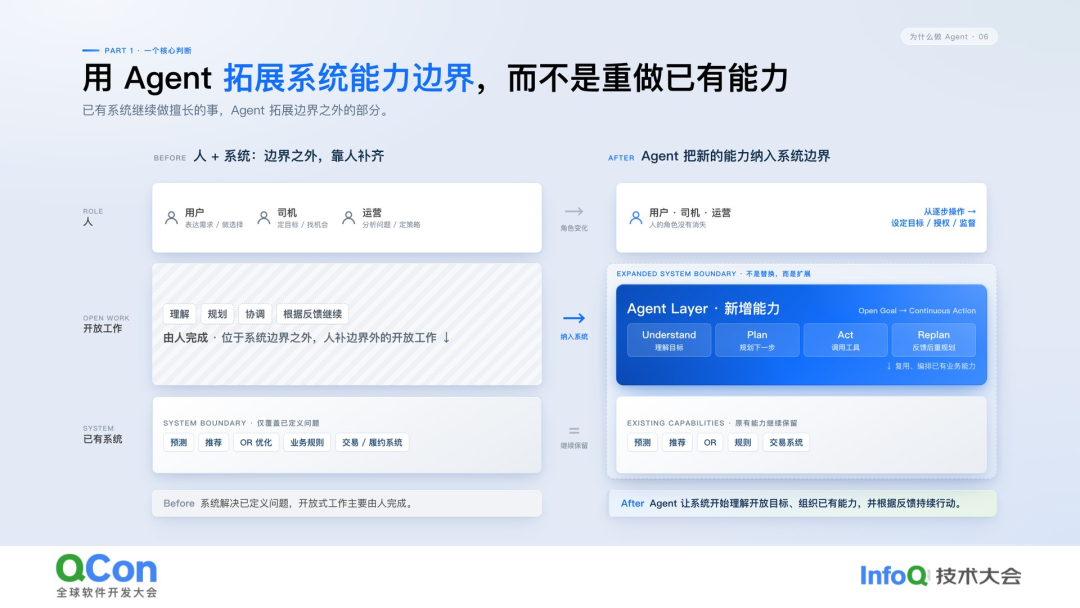 为什么做 Agent · 06
PART 1 · 一个核心判断
用 Agent 拓展系统能力边界，而不是重做已有能力
已有系统继续做擅长的事，Agent 拓展边界之外的部分。
BEFORE 人 + 系统：边界之外，靠人补齐
AFTER Agent 把新的能力纳入系统边界
ROLE
人
用户
表达需求 / 做选择
司机
定目标 / 找机会
运营
分析问题 / 定策略
→
角色变化
用户 · 司机 · 运营
人的角色没有消失
从逐步操作 →
设定目标 / 授权 / 监督
OPEN WORK
开放工作
理解 规划 协调 根据反馈继续
由人完成 · 位于系统边界之外，人补边界外的开放工作 ↓
→
纳入系统
EXPANDED SYSTEM BOUNDARY · 不是替换，而是扩展
Agent Layer · 新增能力
Open Goal → Continuous Action
Understand
理解目标
Plan
规划下一步
Act
调用工具
Replan
反馈后重规划
↓ 复用、编排已有业务能力
SYSTEM
已有系统
SYSTEM BOUNDARY · 仅覆盖已定义问题
预测 推荐 OR 优化 业务规则 交易 / 履约系统
=
继续保留
EXISTING CAPABILITIES · 原有能力继续保留
预测 推荐 OR 规则 交易系统
Before 系统解决已定义问题，开放式工作主要由人完成。
After Agent 让系统开始理解开放目标、组织已有能力，并根据反馈持续行动。
QCon
全球软件开发大会
InfoQ 技术大会